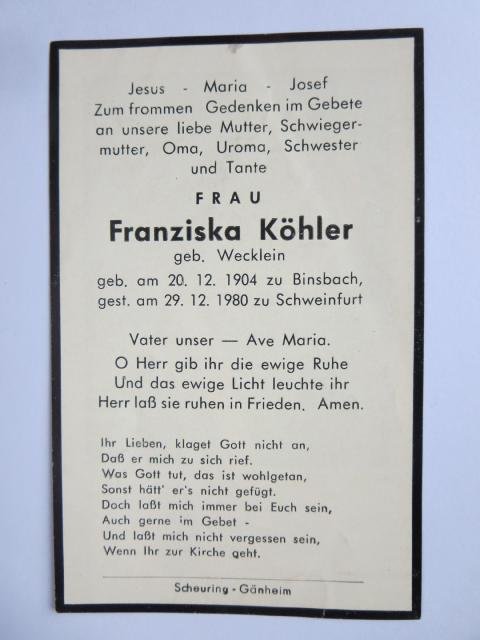 Jesus - Maria - Josef
Zum frommen Gedenken im Gebete
an unsere liebe Mutter, Schwieger-
mutter, Oma, Uroma, Schwester
und Tante
FRAU
Franziska Köhler
geb. Wecklein
geb. am 20. 12. 1904 zu Binsbach,
gest. am 29. 12. 1980 zu Schweinfurt
Vater unser — Ave Maria.
O Herr gib ihr die ewige Ruhe
Und das ewige Licht leuchte ihr
Herr laß sie ruhen in Frieden. Amen.
Ihr Lieben, klaget Gott nicht an,
Daß er mich zu sich rief.
Was Gott tut, das ist wohlgetan,
Sonst hätt' er's nicht gefügt.
Doch laßt mich immer bei Euch sein,
Auch gerne im Gebet -
Und laßt mich nicht vergessen sein,
Wenn Ihr zur Kirche geht.
Scheuring - Gänheim